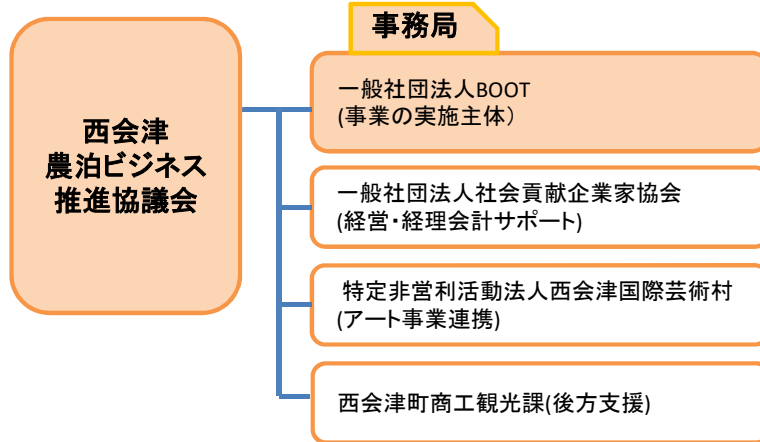 事務局
西会津
農泊ビジネス
推進協議会
一般社団法人BOOT
(事業の実施主体）
一般社団法人社会貢献企業家協会
(経営・経理会計サポート)
特定非営利活動法人西会津国際芸術村
(アート事業連携)
西会津町商工観光課(後方支援)